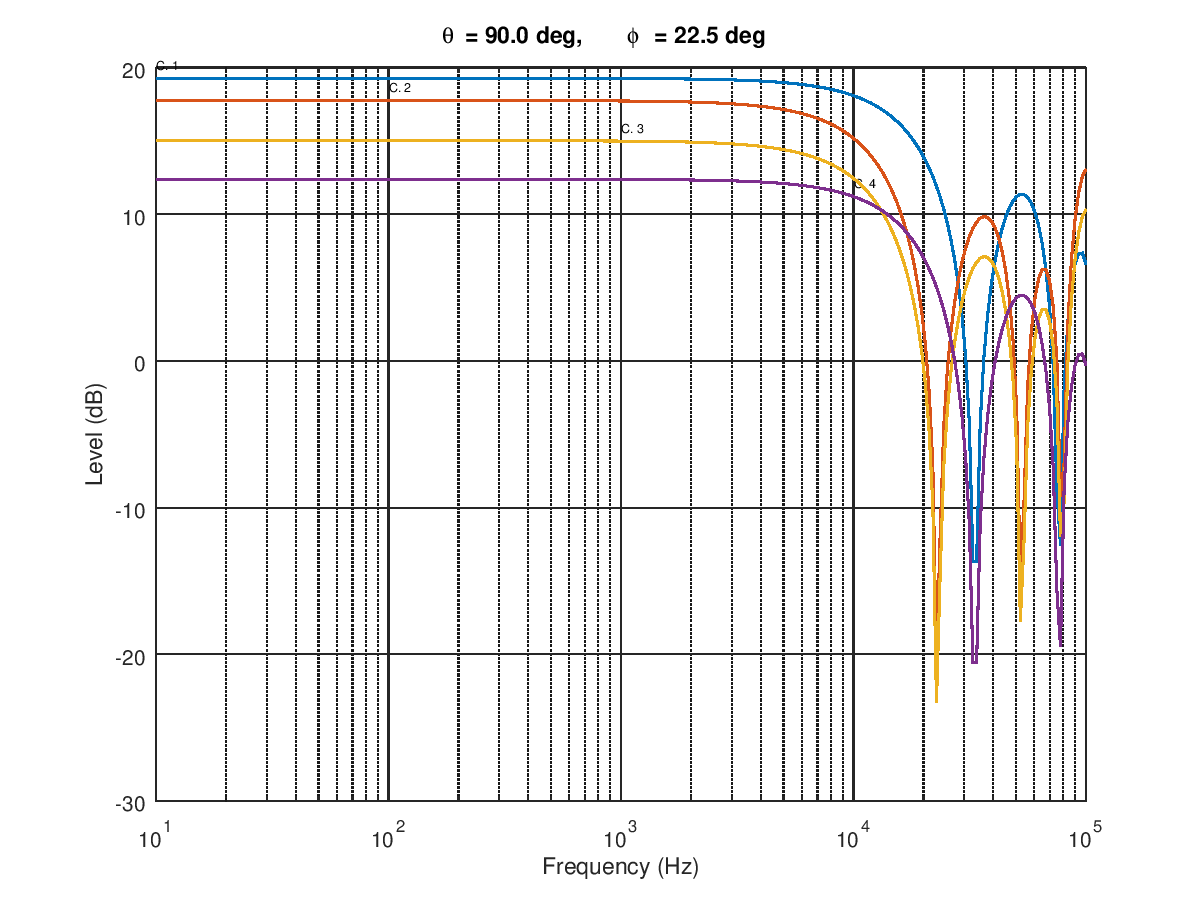 θ = 90.0 deg, ϕ = 22.5 deg
20
C. 1
C. 2
C. 3
C. 4
10
0
-10
-20
-30
Level (dB)
10^1 10^2 10^3 10^4 10^5
Frequency (Hz)